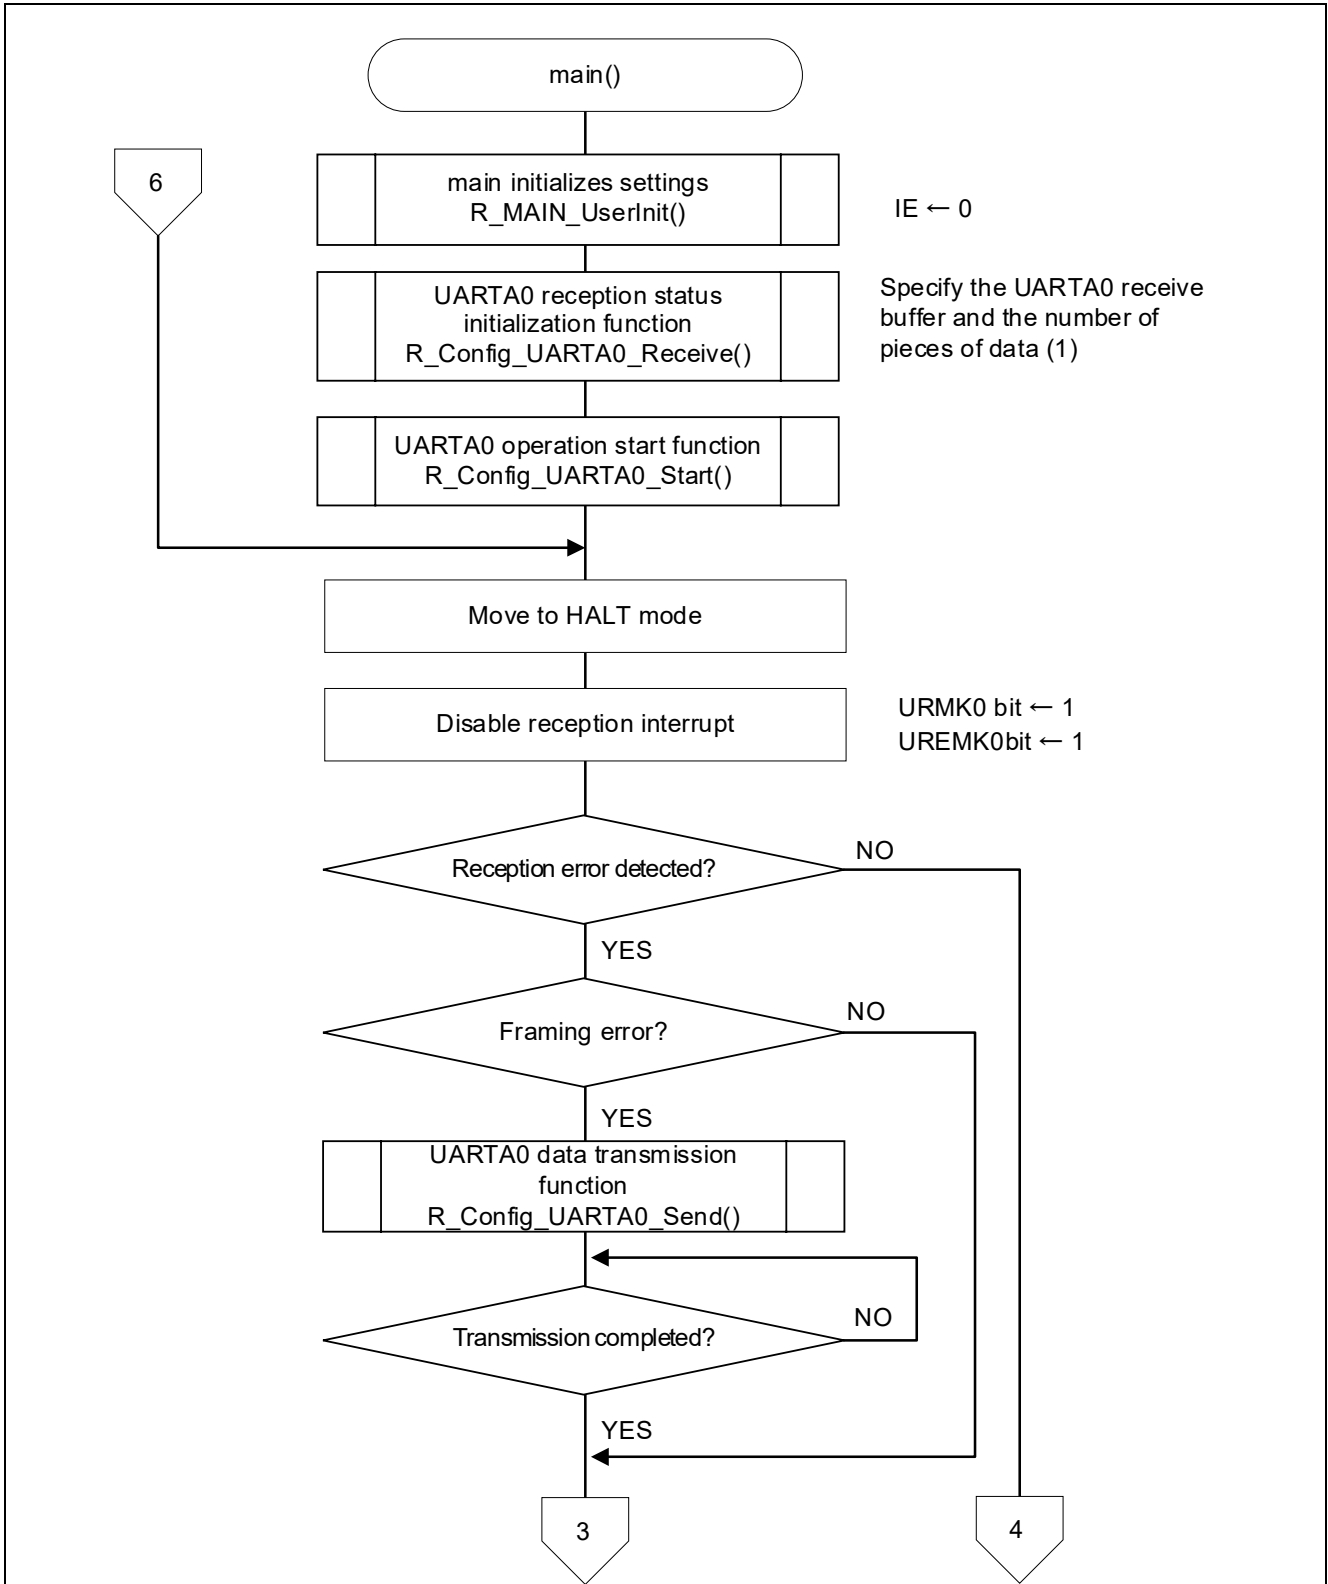 main()
6
main initializes settings
R_MAIN_UserInit()
IE ← 0
UARTA0 reception status
initialization function
R_Config_UARTA0_Receive()
Specify the UARTA0 receive
buffer and the number of
pieces of data (1)
UARTA0 operation start function
R_Config_UARTA0_Start()
Move to HALT mode
Disable reception interrupt
URMK0 bit ← 1
UREMK0bit ← 1
Reception error detected?
NO
YES
Framing error?
NO
YES
UARTA0 data transmission
function
R_Config_UARTA0_Send()
Transmission completed?
NO
YES
3
4